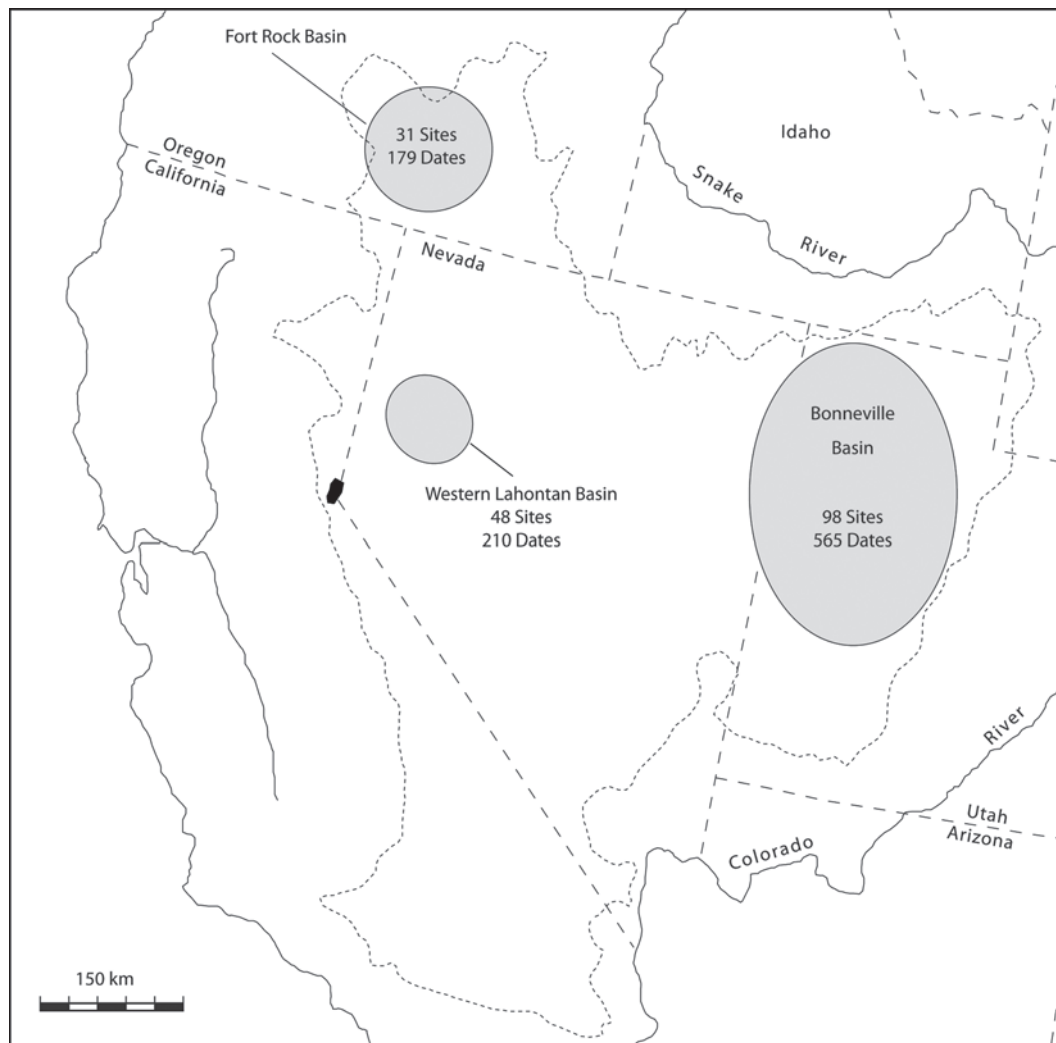 Fort Rock Basin
31 Sites
179 Dates
Idaho
Oregon
California
Snake
River
Nevada
Bonneville
Basin
98 Sites
565 Dates
Western Lahontan Basin
48 Sites
210 Dates
River
Utah
Arizona
Colorado
150 km